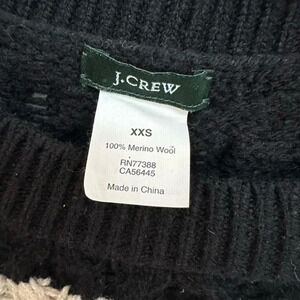 J.CREW
XXS
100% Merino Wool
RN77388
CA56445
Made in China